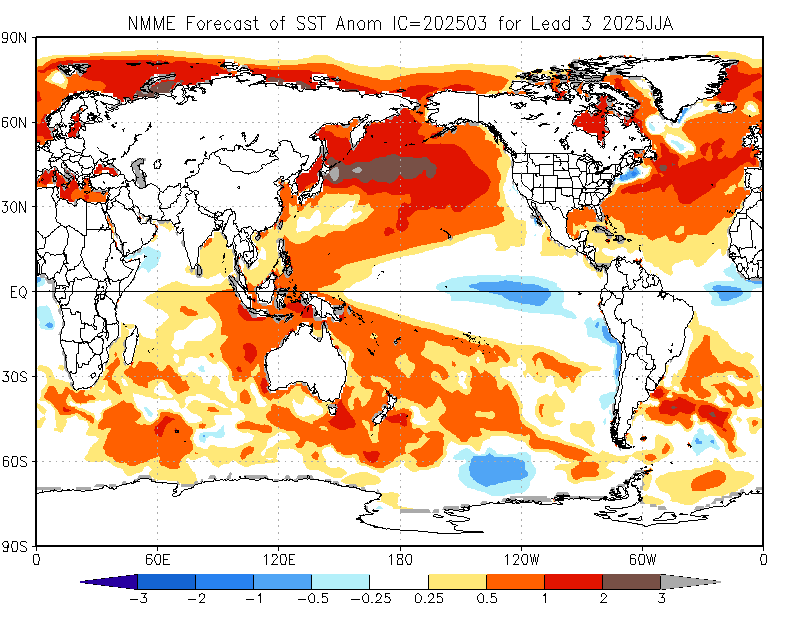 NMME Forecast of SST Anom IC=202503 for Lead 3 2025JJA
90N
60N
30N
EQ
30S
60S
90S
0 60E 120E 180 120W 60W 0
-3 -2 -1 -0.5 -0.25 0.25 0.5 1 2 3